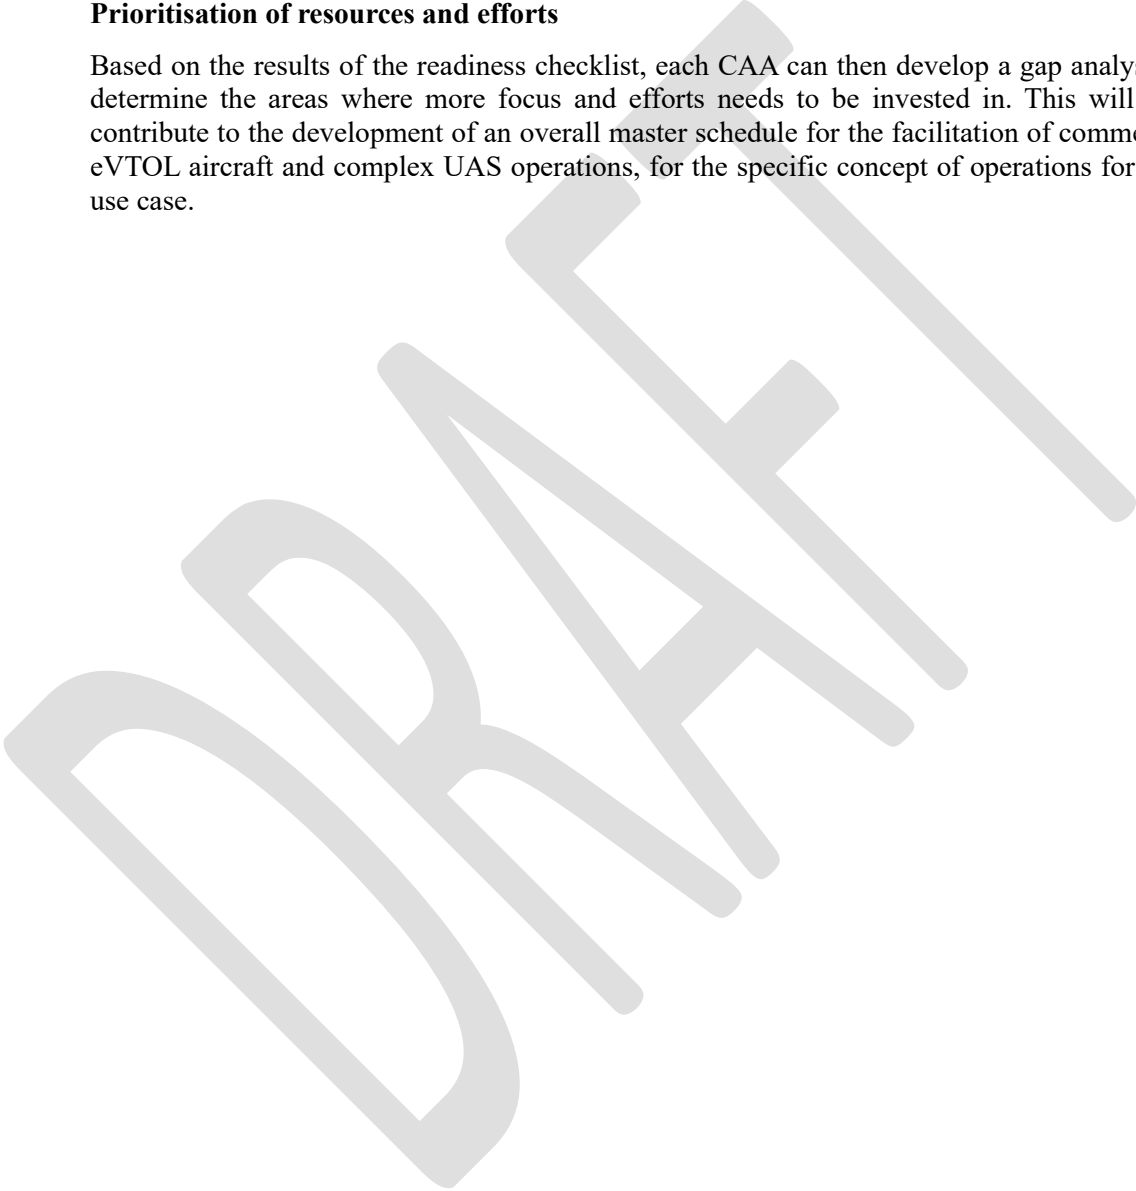 Prioritisation of resources and efforts
Based on the results of the readiness checklist, each CAA can then develop a gap
determine the areas where more focus and efforts needs to be invested in. This will
contribute to the development of an overall master schedule for the facilitation of
eVTOL aircraft and complex UAS operations, for the specific concept of operations for
use case.
DRAFT